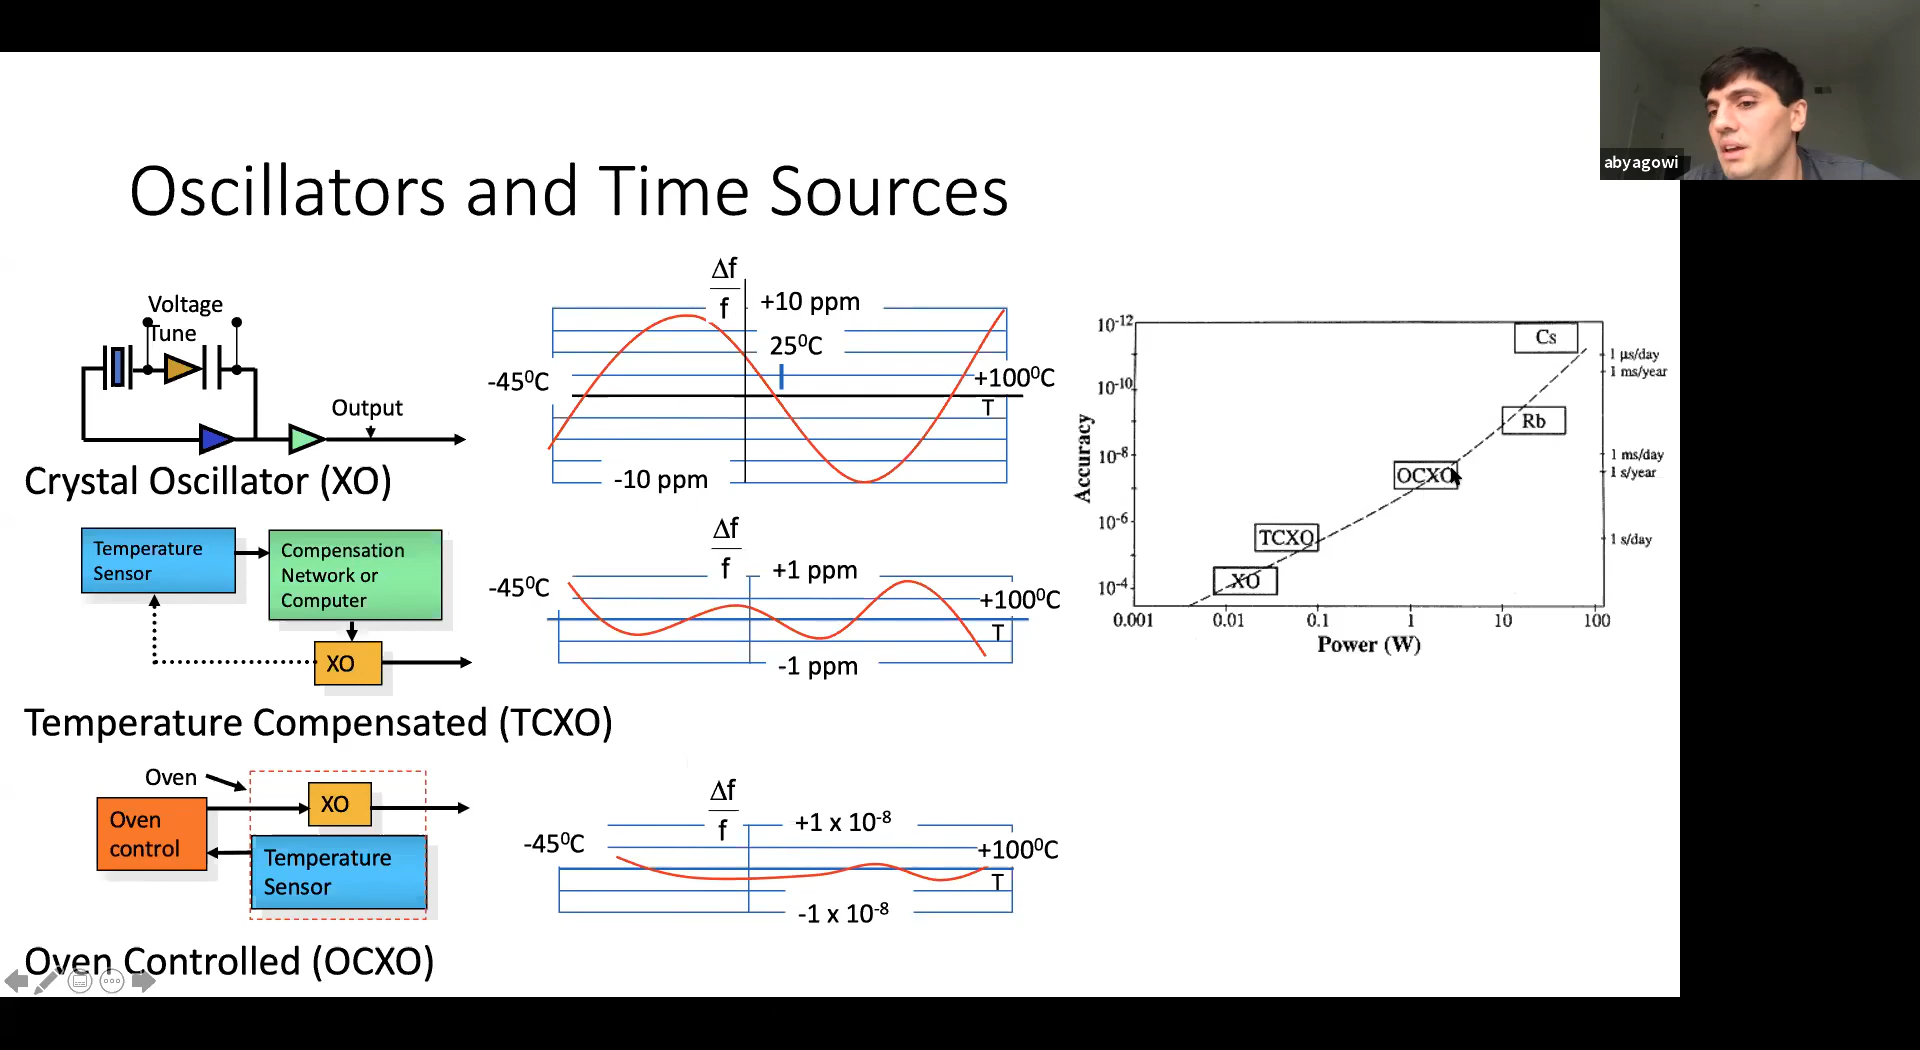 abyagowi
Oscillators and Time Sources
Voltage
Tune
Output
Crystal Oscillator (XO)
Δf
f
+10 ppm
25⁰C
-45⁰C
+100⁰C
T
-10 ppm
Temperature
Sensor
Compensation
Network or
Computer
XO
Temperature Compensated (TCXO)
Δf
f
+1 ppm
-45⁰C
+100⁰C
T
-1 ppm
Oven
Oven
control
XO
Temperature
Sensor
Oven Controlled (OCXO)
Δf
f
+1 x 10⁻⁸
-45⁰C
+100⁰C
T
-1 x 10⁻⁸
Accuracy
10⁻¹²
10⁻¹⁰
10⁻⁸
10⁻⁶
10⁻⁴
Cs
Rb
OCXO
TCXO
XO
1 μs/day
1 ms/year
1 ms/day
1 s/year
1 s/day
0.001 0.01 0.1 1 10 100
Power (W)